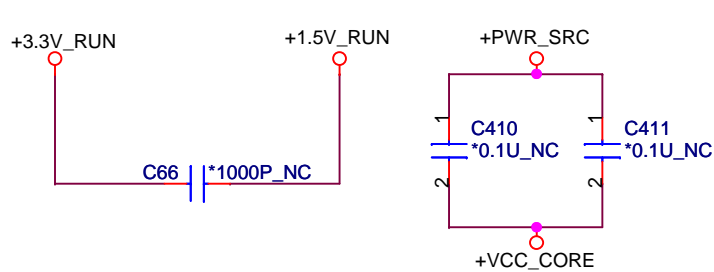 +3.3V_RUN
+1.5V_RUN
C66 *1000P_NC
+PWR_SRC
1
C410
*0.1U_NC
2
1
C411
*0.1U_NC
2
+VCC_CORE